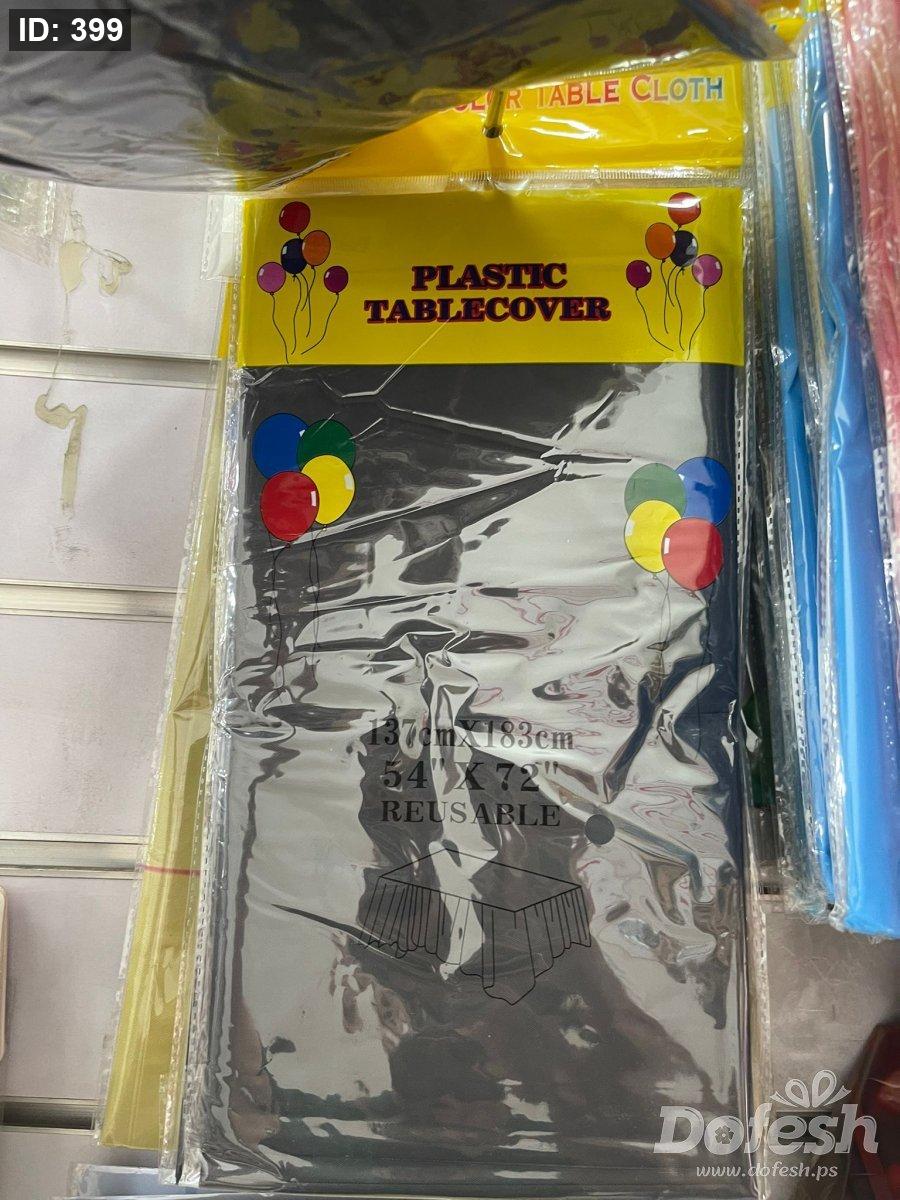 ID: 399
TABLE CLOTH
PLASTIC
TABLECOVER
137cmX183cm
54" X 72"
REUSABLE
Dofesh
www.dofesh.ps